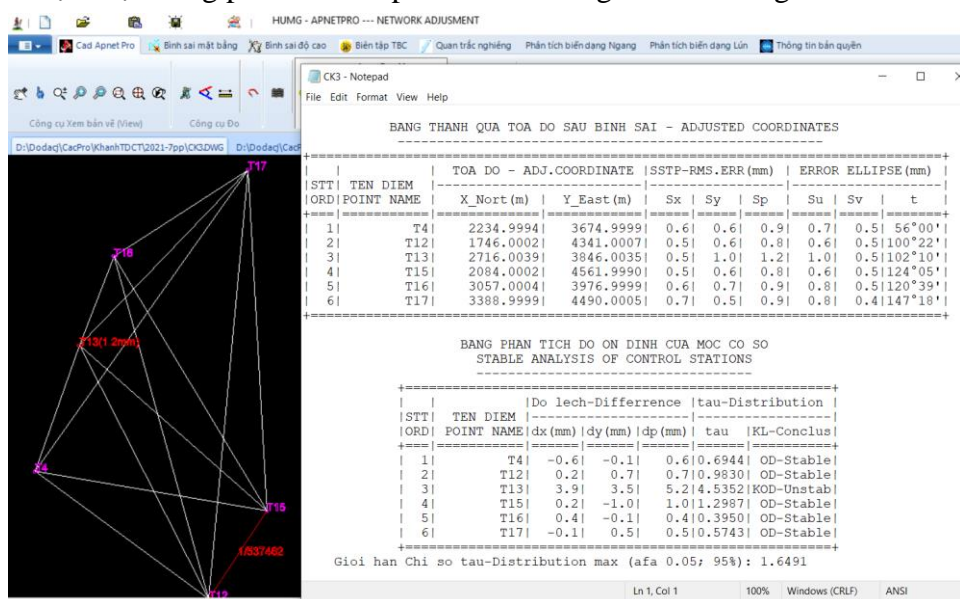 HUMG - APNETPRO --- NETWORK ADJUSMENT
Cad Apnet Pro Bình sai mặt bằng Bình sai độ cao Biên tập TBC Quan trắc nghiêng Phân tích biến dạng Ngang Phân tích biến dạng Lún Thông tin bản quyền
Công cụ Xem bản vẽ (View) Công cụ Đo
D:\Dodacj\CacPro\KhanhTDCT\2021-7pp\CK3.DWG D:\Dodacj\CacP
T17
T16
T13(1.2mm)
T4
T15
1/537462
T12
CK3 - Notepad
File Edit Format View Help
BANG THANH QUA TOA DO SAU BINH SAI - ADJUSTED COORDINATES
| | | TOA DO - ADJ.COORDINATE |SSTP-RMS.ERR(mm) | ERROR ELLIPSE(mm) |
|STT| TEN DIEM |
|ORD|POINT NAME | X_Nort(m) | Y_East(m) | Sx | Sy | Sp | Su | Sv | t |
| 1| T4| 2234.9994| 3674.9999| 0.6| 0.6| 0.9| 0.7| 0.5| 56°00'|
| 2| T12| 1746.0002| 4341.0007| 0.5| 0.6| 0.8| 0.6| 0.5|100°22'|
| 3| T13| 2716.0039| 3846.0035| 0.5| 1.0| 1.2| 1.0| 0.5|102°10'|
| 4| T15| 2084.0002| 4561.9990| 0.5| 0.6| 0.8| 0.6| 0.5|124°05'|
| 5| T16| 3057.0004| 3976.9999| 0.6| 0.7| 0.9| 0.8| 0.5|120°39'|
| 6| T17| 3388.9999| 4490.0005| 0.7| 0.5| 0.9| 0.8| 0.4|147°18'|
BANG PHAN TICH DO ON DINH CUA MOC CO SO
STABLE ANALYSIS OF CONTROL STATIONS
| | |Do lech-Differrence |tau-Distribution |
|STT| TEN DIEM |
|ORD| POINT NAME|dx(mm)|dy(mm)|dp(mm)| tau |KL-Conclus|
| 1| T4| -0.6| -0.1| 0.6|0.6944| OD-Stable|
| 2| T12| 0.2| 0.7| 0.7|0.9830| OD-Stable|
| 3| T13| 3.9| 3.5| 5.2|4.5352|KOD-Unstab|
| 4| T15| 0.2| -1.0| 1.0|1.2987| OD-Stable|
| 5| T16| 0.4| -0.1| 0.4|0.3950| OD-Stable|
| 6| T17| -0.1| 0.5| 0.5|0.5743| OD-Stable|
Gioi han Chi so tau-Distribution max (afa 0.05; 95%): 1.6491
Ln 1, Col 1 100% Windows (CRLF) ANSI